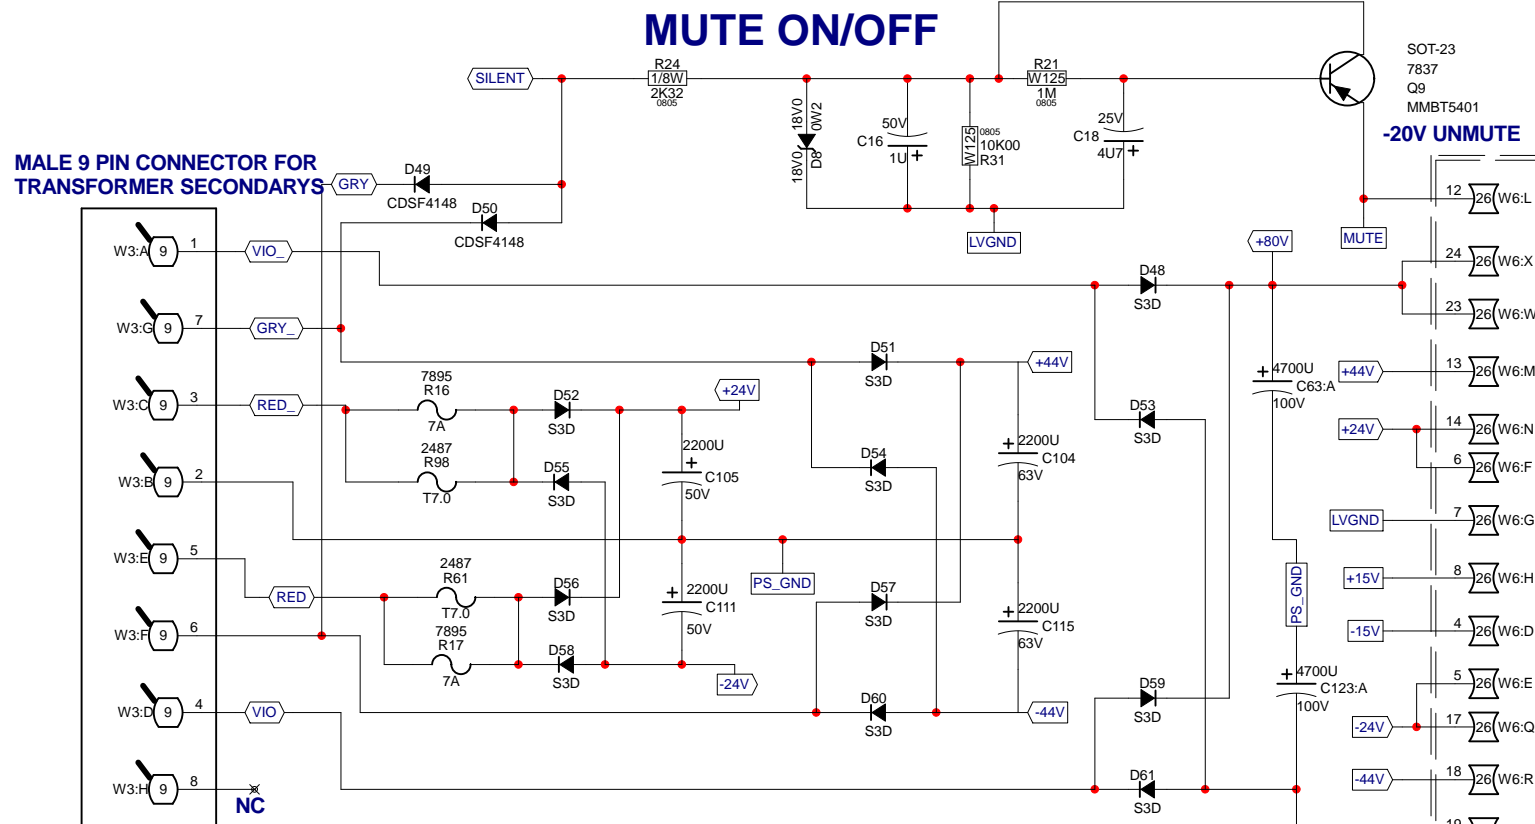 MUTE ON/OFF
SILENT
R24
1/8W
2K32
0805
18V0
0W2
18V0
D8
50V
C16
1U
W125
0805
10K00
R31
R21
W125
1M
0805
25V
C18
4U7
SOT-23
7837
Q9
MMBT5401
-20V UNMUTE
LVGND
MUTE
MALE 9 PIN CONNECTOR FOR
TRANSFORMER SECONDARYS
GRY
D49
CDSF4148
D50
CDSF4148
W3:A
9
1
VIO_
W3:G
9
7
GRY_
W3:C
9
3
RED_
W3:B
9
2
W3:E
9
5
RED
W3:F
9
6
W3:D
9
4
VIO
W3:H
9
8
NC
7895
R16
7A
2487
R98
T7.0
2487
R61
T7.0
7895
R17
7A
D52
S3D
D55
S3D
D56
S3D
D58
S3D
+24V
2200U
C105
50V
2200U
C111
50V
-24V
PS_GND
D51
S3D
D54
S3D
D57
S3D
D60
S3D
+44V
2200U
C104
63V
2200U
C115
63V
-44V
D48
S3D
D53
S3D
D59
S3D
D61
S3D
+80V
4700U
C63:A
100V
PS_GND
4700U
C123:A
100V
12
26
W6:L
24
26
W6:X
23
26
W6:W
+44V
13
26
W6:M
+24V
14
26
W6:N
6
26
W6:F
LVGND
7
26
W6:G
+15V
8
26
W6:H
-15V
4
26
W6:D
5
26
W6:E
-24V
17
26
W6:Q
-44V
18
26
W6:R